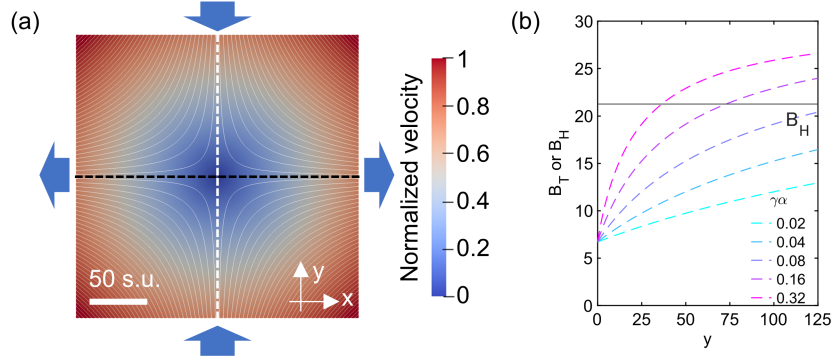 (a)
50 s.u.
y
x
Normalized velocity
1
0.8
0.6
0.4
0.2
0
(b)
B_T or B_H
30
25
20
15
10
5
0
B_H
γα
0.02
0.04
0.08
0.16
0.32
0 25 50 75 100 125
y